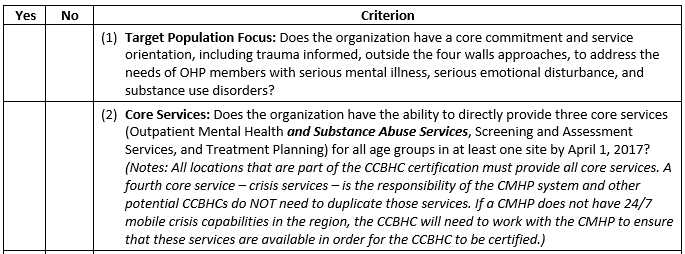 Yes No Criterion
(1) Target Population Focus: Does the organization have a core commitment and service
orientation, including trauma informed, outside the four walls approaches, to address the
needs of OHP members with serious mental illness, serious emotional disturbance, and
substance use disorders?
(2) Core Services: Does the organization have the ability to directly provide three core services
(Outpatient Mental Health and Substance Abuse Services, Screening and Assessment
Services, and Treatment Planning) for all age groups in at least one site by April 1, 2017?
(Notes: All locations that are part of the CCBHC certification must provide all core services. A
fourth core service – crisis services – is the responsibility of the CMHP system and other
potential CCBHCs do NOT need to duplicate those services. If a CMHP does not have 24/7
mobile crisis capabilities in the region, the CCBHC will need to work with the CMHP to ensure
that these services are available in order for the CCBHC to be certified.)